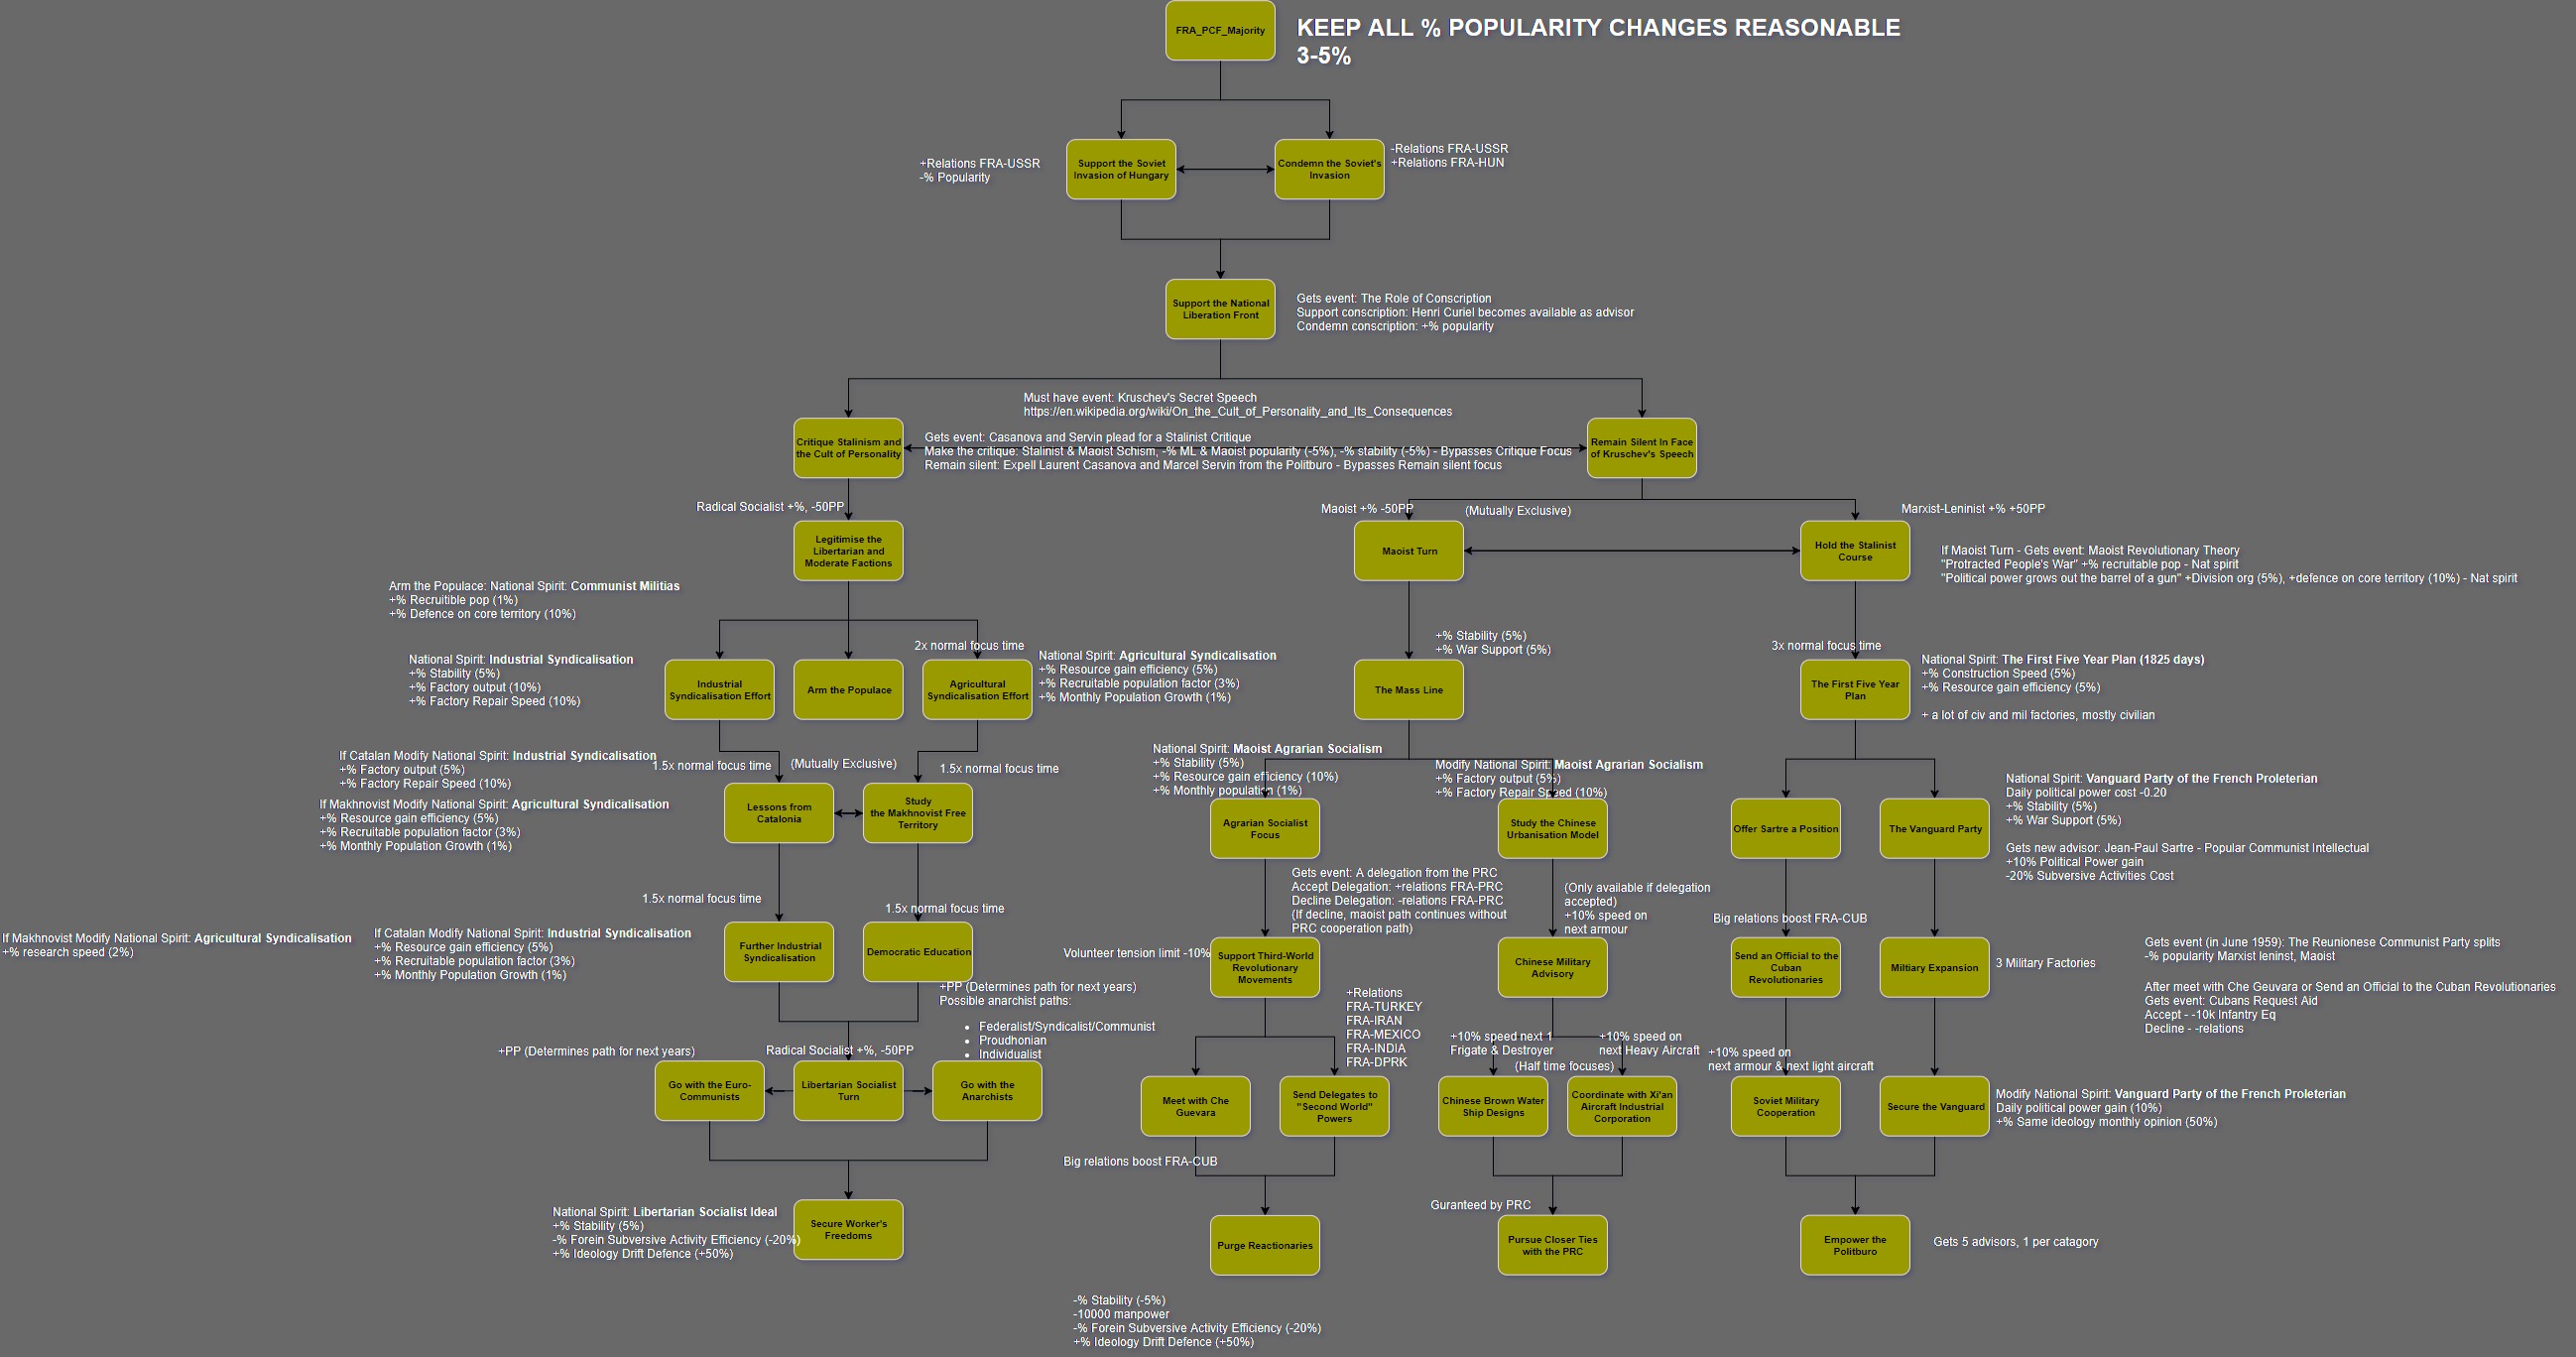 FRA_PCF_Majority
KEEP ALL % POPULARITY CHANGES REASONABLE
3-5%
+Relations FRA-USSR
-% Popularity
Support the Soviet
Invasion of Hungary
Condemn the Soviet's
Invasion
-Relations FRA-USSR
+Relations FRA-HUN
Support the National
Liberation Front
Gets event: The Role of Conscription
Support conscription: Henri Curiel becomes available as advisor
Condemn conscription: +% popularity
Must have event: Kruschev's Secret Speech
https://en.wikipedia.org/wiki/On_the_Cult_of_Personality_and_Its_Consequences
Critique Stalinism and
the Cult of Personality
Gets event: Casanova and Servin plead for a Stalinist Critique
Make the critique: Stalinist & Maoist Schism, -% ML & Maoist popularity (-5%), -% stability (-5%) - Bypasses Critique Focus
Remain silent: Expell Laurent Casanova and Marcel Servin from the Politburo - Bypasses Remain silent focus
Remain Silent In Face
of Kruschev's Speech
Radical Socialist +%, -50PP
Maoist +% -50PP
(Mutually Exclusive)
Marxist-Leninist +% +50PP
Legitimise the
Libertarian and
Moderate Factions
Maoist Turn
Hold the Stalinist
Course
If Maoist Turn - Gets event: Maoist Revolutionary Theory
"Protracted People's War" +% recruitable pop - Nat spirit
"Political power grows out the barrel of a gun" +Division org (5%), +defence on core territory (10%) - Nat spirit
Arm the Populace: National Spirit: Communist Militias
+% Recruitible pop (1%)
+% Defence on core territory (10%)
2x normal focus time
+% Stability (5%)
+% War Support (5%)
3x normal focus time
National Spirit: Industrial Syndicalisation
+% Stability (5%)
+% Factory output (10%)
+% Factory Repair Speed (10%)
Industrial
Syndicalisation Effort
Arm the Populace
Agricultural
Syndicalisation Effort
National Spirit: Agricultural Syndicalisation
+% Resource gain efficiency (5%)
+% Recruitable population factor (3%)
+% Monthly Population Growth (1%)
The Mass Line
The First Five Year
Plan
National Spirit: The First Five Year Plan (1825 days)
+% Construction Speed (5%)
+% Resource gain efficiency (5%)
+ a lot of civ and mil factories, mostly civilian
If Catalan Modify National Spirit: Industrial Syndicalisation
+% Factory output (5%)
+% Factory Repair Speed (10%)
1.5x normal focus time
(Mutually Exclusive)
1.5x normal focus time
National Spirit: Maoist Agrarian Socialism
+% Stability (5%)
+% Resource gain efficiency (10%)
+% Monthly population (1%)
Modify National Spirit: Maoist Agrarian Socialism
+% Factory output (5%)
+% Factory Repair Speed (10%)
If Makhnovist Modify National Spirit: Agricultural Syndicalisation
+% Resource gain efficiency (5%)
+% Recruitable population factor (3%)
+% Monthly Population Growth (1%)
Lessons from
Catalonia
Study
the Makhnovist Free
Territory
Agrarian Socialist
Focus
Study the Chinese
Urbanisation Model
Offer Sartre a Position
The Vanguard Party
National Spirit: Vanguard Party of the French Proleterian
Daily political power cost -0.20
+% Stability (5%)
+% War Support (5%)
Gets new advisor: Jean-Paul Sartre - Popular Communist Intellectual
+10% Political Power gain
-20% Subversive Activities Cost
Gets event: A delegation from the PRC
Accept Delegation: +relations FRA-PRC
Decline Delegation: -relations FRA-PRC
(If decline, maoist path continues without
PRC cooperation path)
(Only available if delegation
accepted)
+10% speed on
next armour
1.5x normal focus time
1.5x normal focus time
Big relations boost FRA-CUB
If Makhnovist Modify National Spirit: Agricultural Syndicalisation
+% research speed (2%)
If Catalan Modify National Spirit: Industrial Syndicalisation
+% Resource gain efficiency (5%)
+% Recruitable population factor (3%)
+% Monthly Population Growth (1%)
Further Industrial
Syndicalisation
Democratic Education
Volunteer tension limit -10%
Support Third-World
Revolutionary
Movements
Chinese Military
Advisory
Send an Official to the
Cuban
Revolutionaries
Miltiary Expansion
3 Military Factories
Gets event (in June 1959): The Reunionese Communist Party splits
-% popularity Marxist leninst, Maoist
After meet with Che Geuvara or Send an Official to the Cuban Revolutionaries
Gets event: Cubans Request Aid
Accept - -10k Infantry Eq
Decline - -relations
+PP (Determines path for next years)
Possible anarchist paths:
• Federalist/Syndicalist/Communist
• Proudhonian
• Individualist
+Relations
FRA-TURKEY
FRA-IRAN
FRA-MEXICO
FRA-INDIA
FRA-DPRK
+10% speed next 1
Frigate & Destroyer
+10% speed on
next Heavy Aircraft
(Half time focuses)
+10% speed on
next armour & next light aircraft
+PP (Determines path for next years)
Radical Socialist +%, -50PP
Go with the Euro-
Communists
Libertarian Socialist
Turn
Go with the
Anarchists
Meet with Che
Guevara
Send Delegates to
"Second World"
Powers
Chinese Brown Water
Ship Designs
Coordinate with Xi'an
Aircraft Industrial
Corporation
Soviet Military
Cooperation
Secure the Vanguard
Modify National Spirit: Vanguard Party of the French Proleterian
Daily political power gain (10%)
+% Same ideology monthly opinion (50%)
Big relations boost FRA-CUB
Guranteed by PRC
National Spirit: Libertarian Socialist Ideal
+% Stability (5%)
-% Forein Subversive Activity Efficiency (-20%)
+% Ideology Drift Defence (+50%)
Secure Worker's
Freedoms
Purge Reactionaries
Pursue Closer Ties
with the PRC
Empower the
Politburo
Gets 5 advisors, 1 per catagory
-% Stability (-5%)
-10000 manpower
-% Forein Subversive Activity Efficiency (-20%)
+% Ideology Drift Defence (+50%)